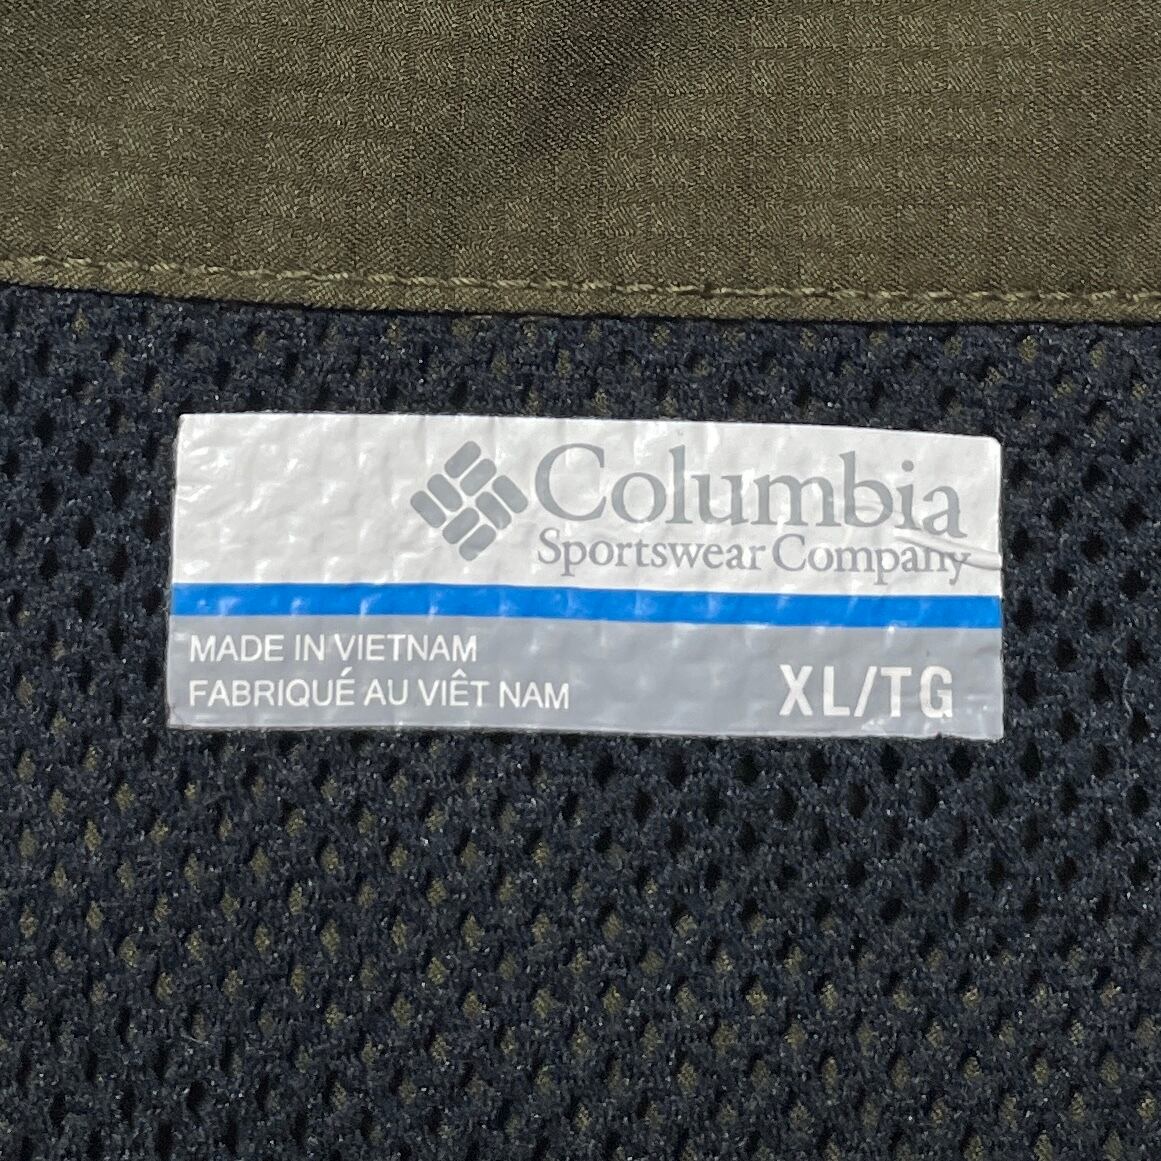 Columbia
Sportswear Company
MADE IN VIETNAM
FABRIQUÉ AU VIÊT NAM
XL/TG